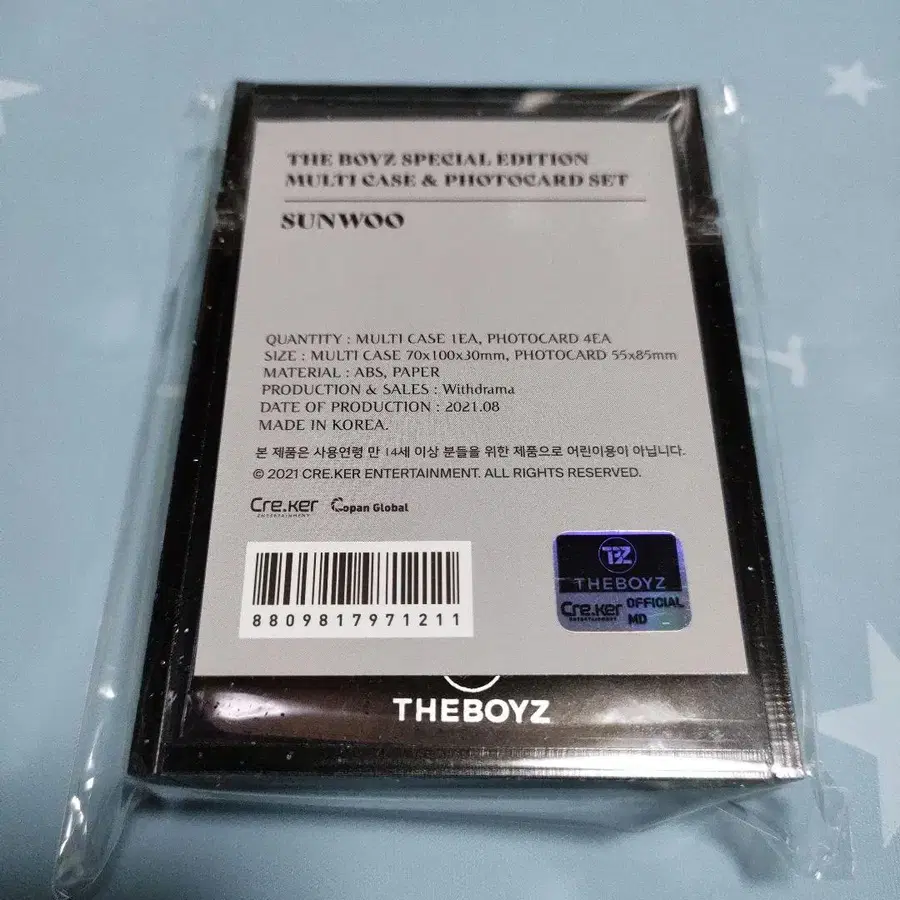 THE BOYZ SPECIAL EDITION
MULTI CASE & PHOTOCARD SET
SUNWOO
QUANTITY : MULTI CASE 1EA, PHOTOCARD 4EA
SIZE : MULTI CASE 70x100x30mm, PHOTOCARD 55x85mm
MATERIAL : ABS, PAPER
PRODUCTION & SALES : Withdrama
DATE OF PRODUCTION : 2021.08
MADE IN KOREA.
본 제품은 사용연령 만 14세 이상 분들을 위한 제품으로 어린이용이 아닙니다.
© 2021 CRE.KER ENTERTAINMENT. ALL RIGHTS RESERVED.
Cre.ker Copan Global
ENTERTAINMENT
8809817971211
TBZ
THEBOYZ
Cre.ker OFFICIAL
ENTERTAINMENT MD
THEBOYZ